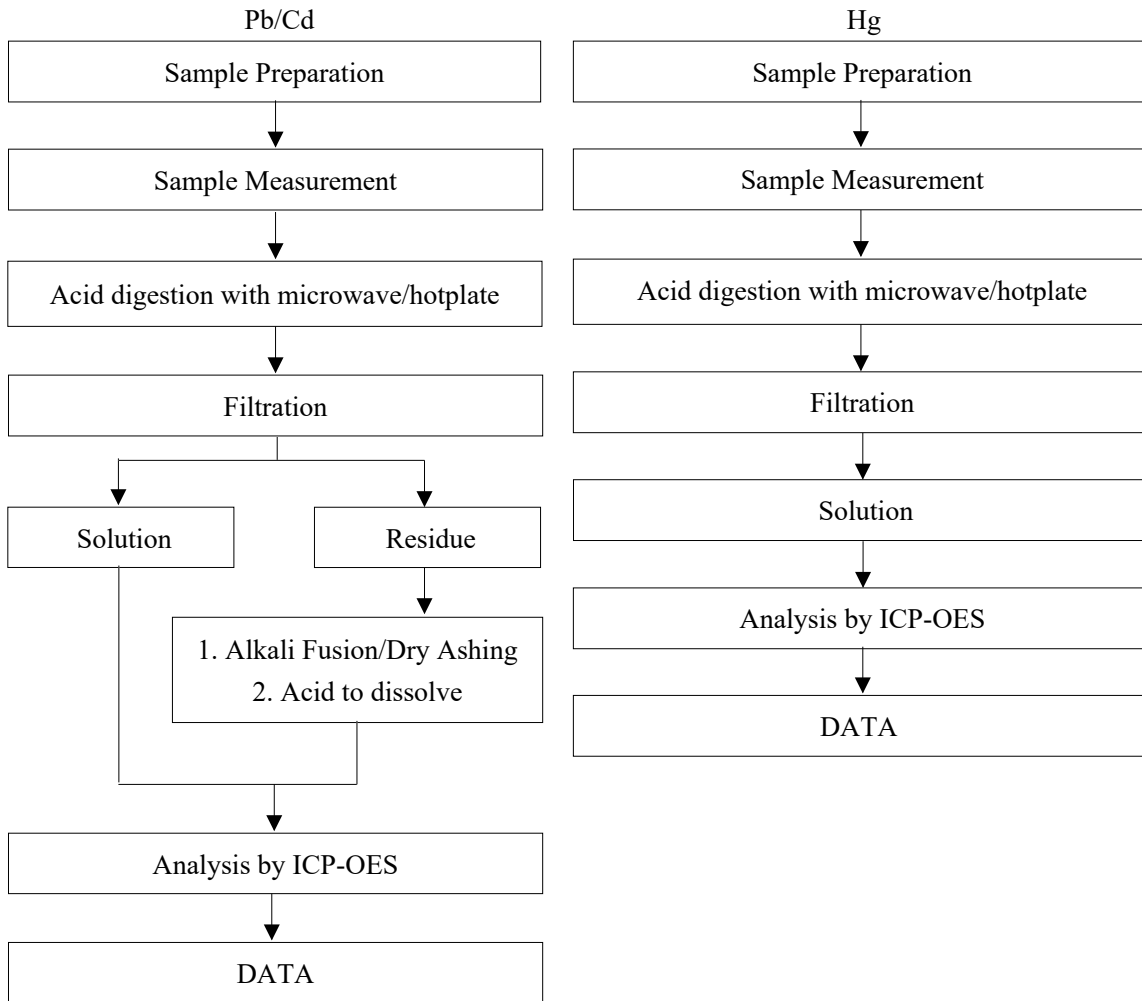 Pb/Cd
Sample Preparation
Sample Measurement
Acid digestion with microwave/hotplate
Filtration
Solution
Residue
1. Alkali Fusion/Dry Ashing
2. Acid to dissolve
Analysis by ICP-OES
DATA
Hg
Sample Preparation
Sample Measurement
Acid digestion with microwave/hotplate
Filtration
Solution
Analysis by ICP-OES
DATA